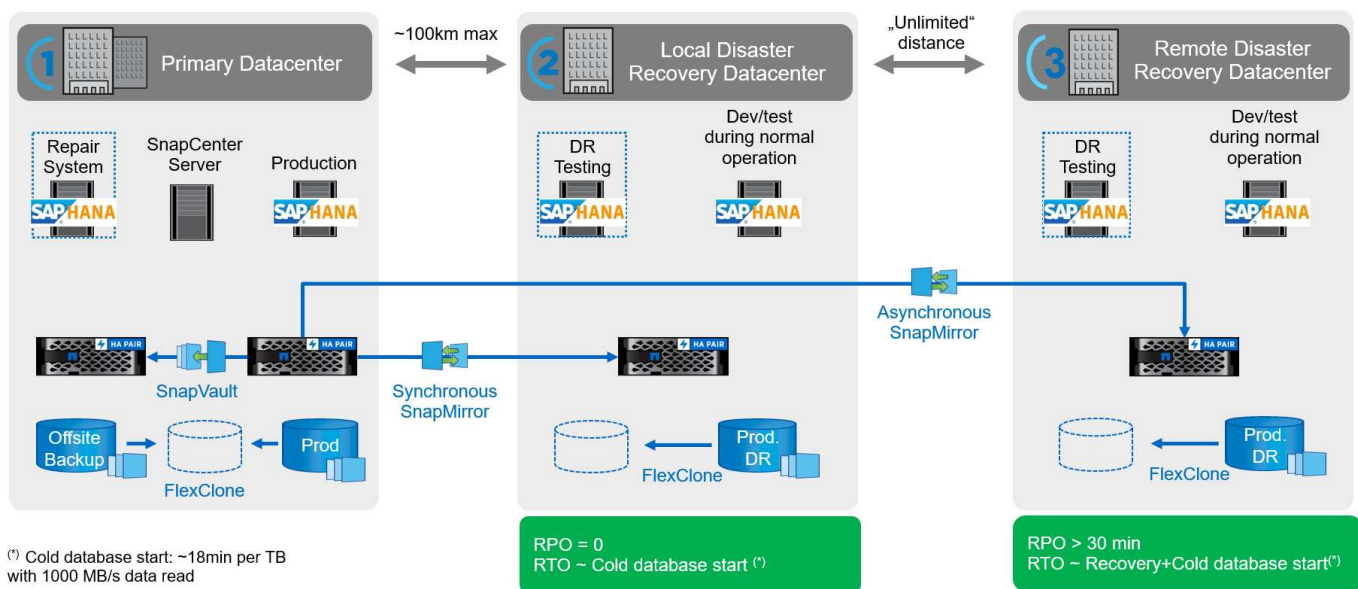 1
Primary Datacenter
~100km max
2
Local Disaster
Recovery Datacenter
„Unlimited“
distance
3
Remote Disaster
Recovery Datacenter
Repair
System
SAP HANA
SnapCenter
Server
Production
SAP HANA
DR
Testing
SAP HANA
Dev/test
during normal
operation
SAP HANA
DR
Testing
SAP HANA
Dev/test
during normal
operation
SAP HANA
HA PAIR
SnapVault
HA PAIR
Synchronous
SnapMirror
HA PAIR
Asynchronous
SnapMirror
HA PAIR
Offsite
Backup
FlexClone
Prod
FlexClone
Prod.
DR
FlexClone
Prod.
DR
(*) Cold database start: ~18min per TB
with 1000 MB/s data read
RPO = 0
RTO ~ Cold database start (*)
RPO > 30 min
RTO ~ Recovery+Cold database start(*)